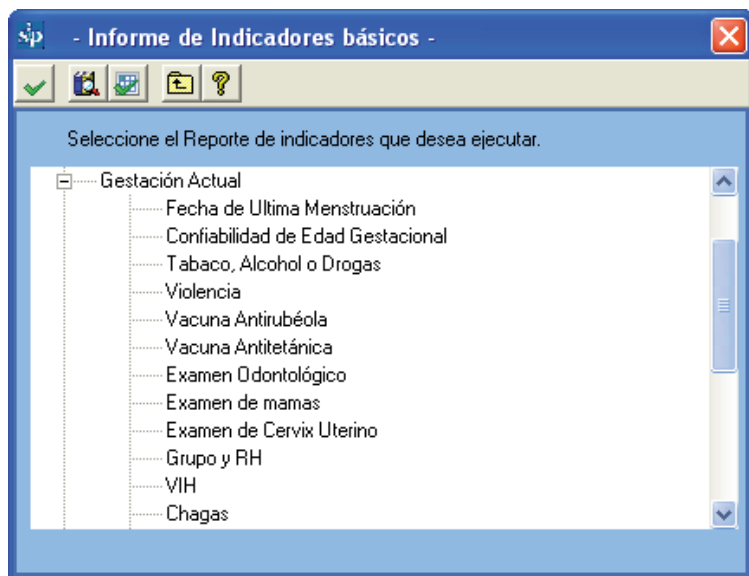 sip - Informe de Indicadores básicos -
Seleccione el Reporte de indicadores que desea ejecutar.
Gestación Actual
Fecha de Ultima Menstruación
Confiabilidad de Edad Gestacional
Tabaco, Alcohol o Drogas
Violencia
Vacuna Antirubéola
Vacuna Antitetánica
Examen Odontológico
Examen de mamas
Examen de Cervix Uterino
Grupo y RH
VIH
Chagas